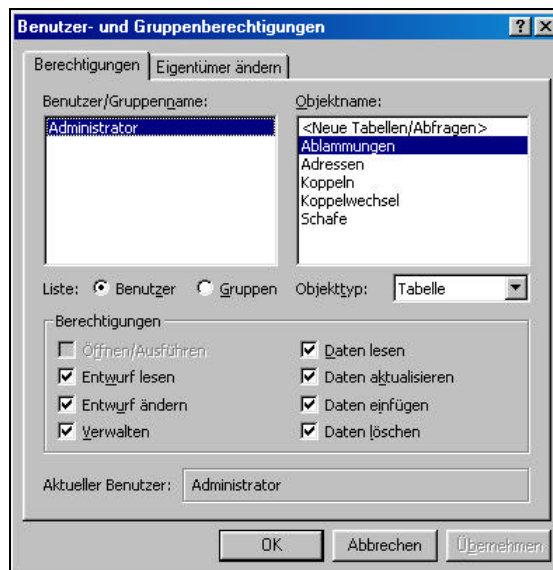 Benutzer- und Gruppenberechtigungen
Berechtigungen Eigentümer ändern
Benutzer/Gruppenname: Objektname:
Administrator <Neue Tabellen/Abfragen>
Ablammungen
Adressen
Koppeln
Koppelwechsel
Schafe
Liste: Benutzer Gruppen Objekttyp: Tabelle
Berechtigungen
Öffnen/Ausführen Daten lesen
Entwurf lesen Daten aktualisieren
Entwurf ändern Daten einfügen
Verwalten Daten löschen
Aktueller Benutzer: Administrator
OK Abbrechen Übernehmen